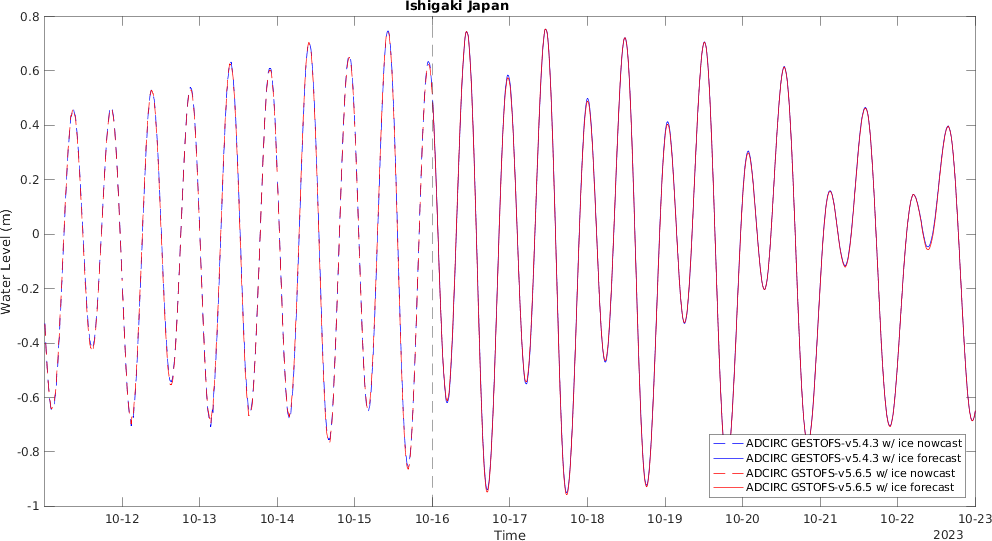 Ishigaki Japan
0.8
0.6
0.4
0.2
0
-0.2
-0.4
-0.6
-0.8
-1
Water Level (m)
ADCIRC GESTOFS-v5.4.3 w/ ice nowcast
ADCIRC GESTOFS-v5.4.3 w/ ice forecast
ADCIRC GSTOFS-v5.6.5 w/ ice nowcast
ADCIRC GSTOFS-v5.6.5 w/ ice forecast
10-12 10-13 10-14 10-15 10-16 10-17 10-18 10-19 10-20 10-21 10-22 10-23
Time
2023